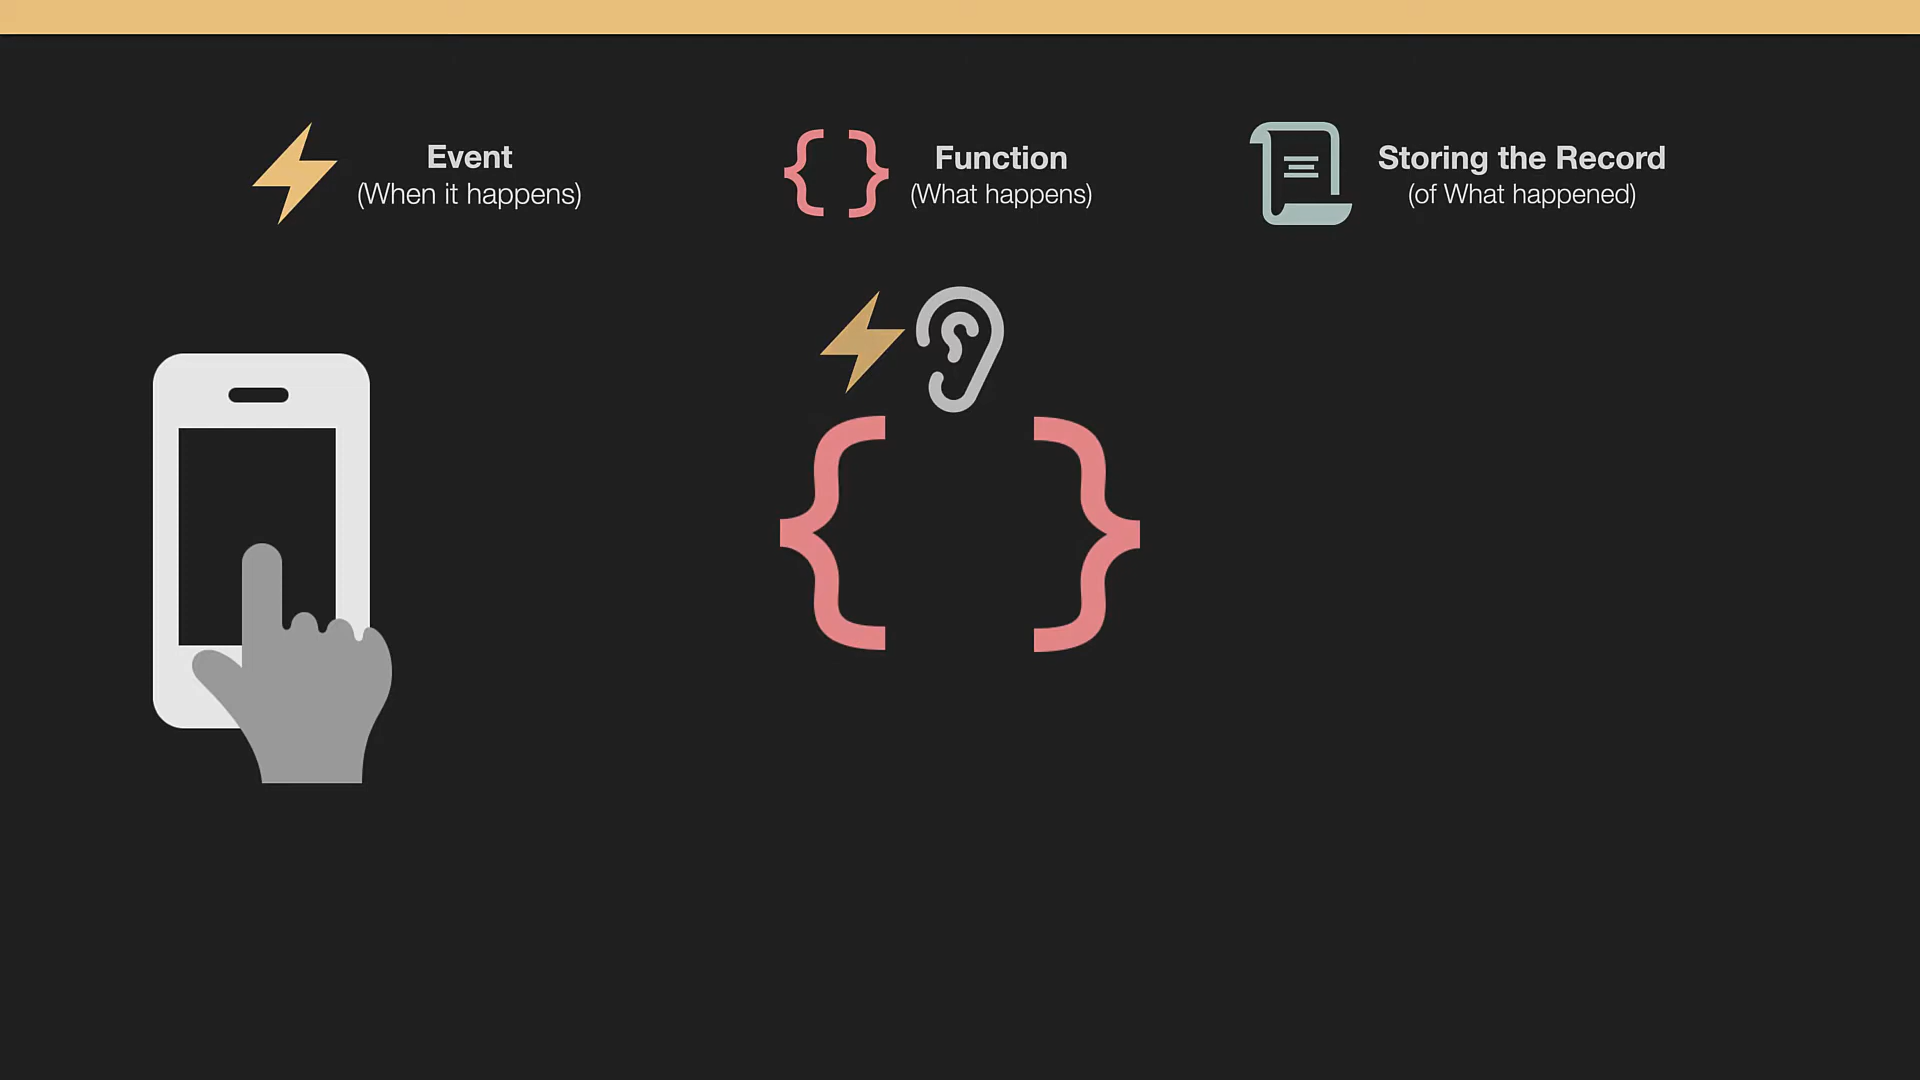 Event
(When it happens)
Function
(What happens)
Storing the Record
(of What happened)